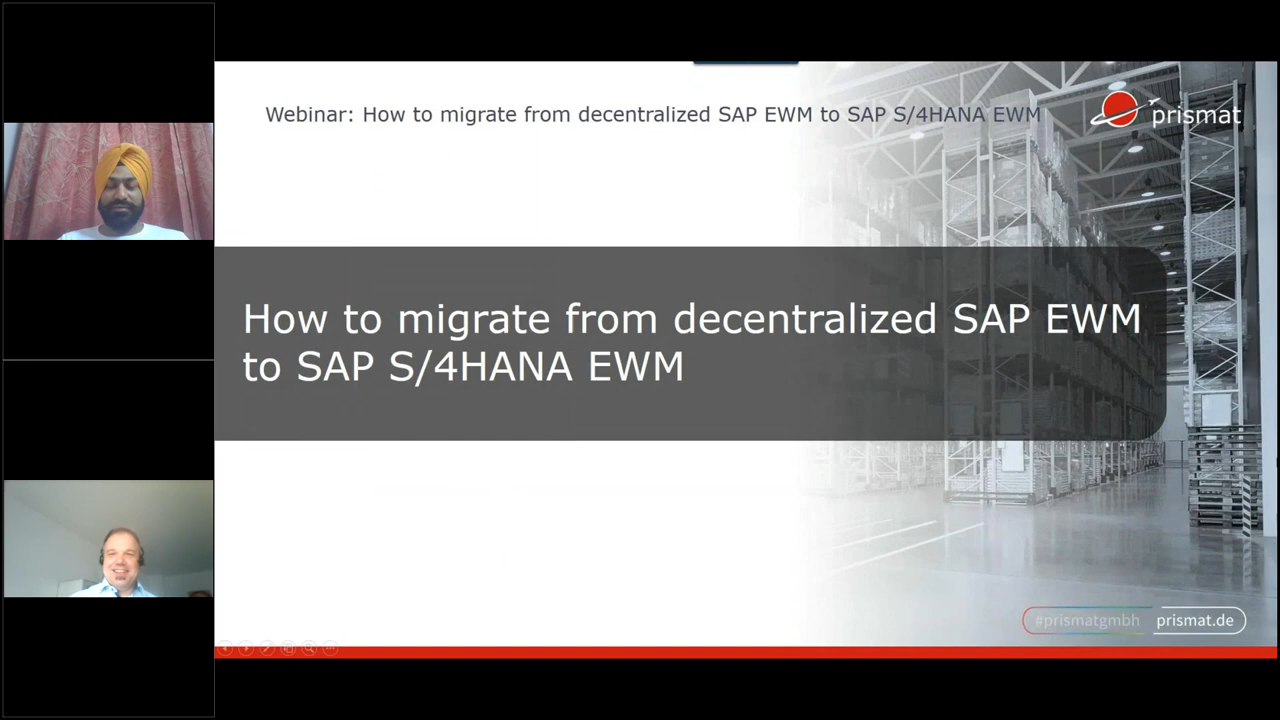 Webinar: How to migrate from decentralized SAP EWM to SAP S/4HANA EWM
prismat
How to migrate from decentralized SAP EWM
to SAP S/4HANA EWM
#prismatgmbh
prismat.de